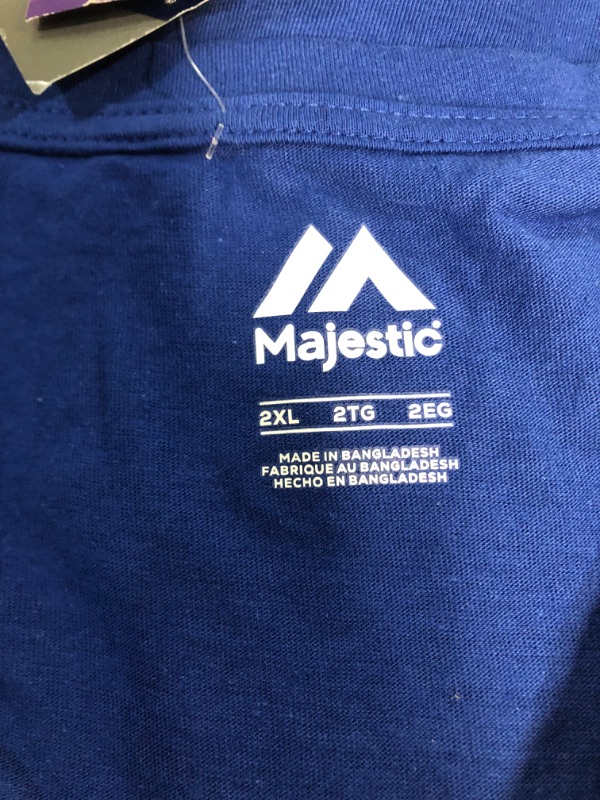 Majestic
2XL 2TG 2EG
MADE IN BANGLADESH
FABRIQUE AU BANGLADESH
HECHO EN BANGLADESH